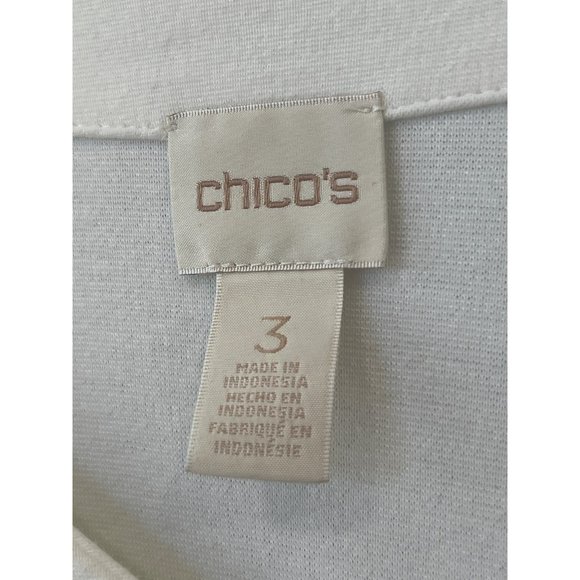 chico's
3
MADE IN
INDONESIA
HECHO EN
INDONESIA
FABRIQUÉ EN
INDONÉSIE